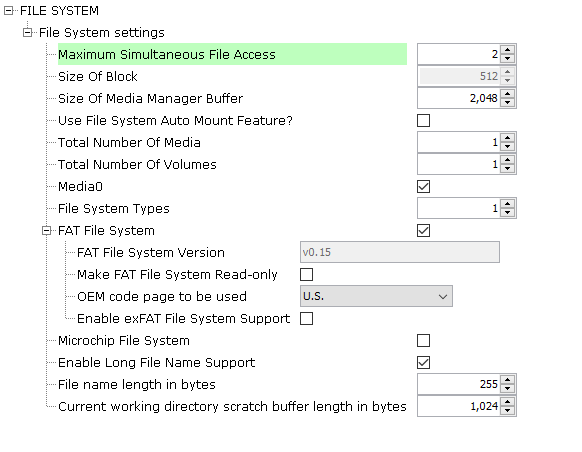 FILE SYSTEM
File System settings
Maximum Simultaneous File Access 2
Size Of Block 512
Size Of Media Manager Buffer 2,048
Use File System Auto Mount Feature?
Total Number Of Media 1
Total Number Of Volumes 1
Media0
File System Types 1
FAT File System
FAT File System Version v0.15
Make FAT File System Read-only
OEM code page to be used U.S.
Enable exFAT File System Support
Microchip File System
Enable Long File Name Support
File name length in bytes 255
Current working directory scratch buffer length in bytes 1,024